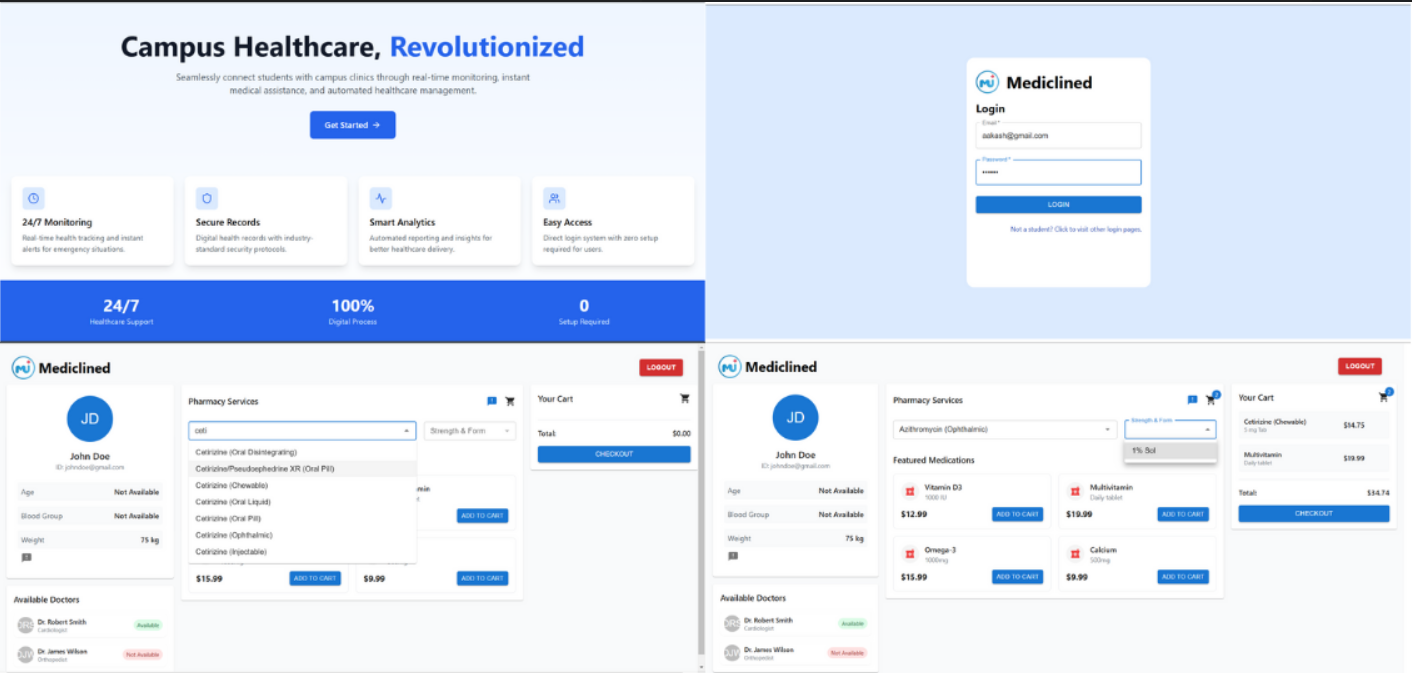 Campus Healthcare, Revolutionized
Seamlessly connect students with campus clinics through real-time monitoring, instant
medical assistance, and automated healthcare management.
Get Started →
24/7 Monitoring
Real-time health tracking and instant
alerts for emergency situations.
Secure Records
Digital health records with industry-
standard security protocols.
Smart Analytics
Automated reporting and insights for
better healthcare delivery.
Easy Access
Direct login system with zero setup
required for users.
24/7
Healthcare Support
100%
Digital Process
0
Setup Required
Mediclined
Login
Email *
aakash@gmail.com
Password *
LOGIN
Not a student? Click to visit other login pages.
Mediclined
LOGOUT
JD
John Doe
ID: johndoe@gmail.com
Age Not Available
Blood Group Not Available
Weight 75 kg
Available Doctors
DRS Dr. Robert Smith
Cardiologist
Available
DJW Dr. James Wilson
Orthopedist
Not Available
Pharmacy Services
ceti
Strength & Form
Cetirizine (Oral Disintegrating)
Cetirizine/Pseudoephedrine XR (Oral Pill)
Cetirizine (Chewable)
Cetirizine (Oral Liquid)
Cetirizine (Oral Pill)
Cetirizine (Ophthalmic)
Cetirizine (Injectable)
min
ADD TO CART
$15.99 ADD TO CART
$9.99 ADD TO CART
Your Cart
Total: $0.00
CHECKOUT
Mediclined
LOGOUT
JD
John Doe
ID: johndoe@gmail.com
Age Not Available
Blood Group Not Available
Weight 75 kg
Available Doctors
DRS Dr. Robert Smith
Cardiologist
Available
DJW Dr. James Wilson
Orthopedist
Not Available
Pharmacy Services
2
Azithromycin (Ophthalmic)
Strength & Form
1% Sol
Featured Medications
Vitamin D3
1000 IU
$12.99 ADD TO CART
Multivitamin
Daily tablet
$19.99 ADD TO CART
Omega-3
1000mg
$15.99 ADD TO CART
Calcium
500mg
$9.99 ADD TO CART
Your Cart
2
Cetirizine (Chewable)
5 mg Tab
$14.75
Multivitamin
Daily tablet
$19.99
Total: $34.74
CHECKOUT